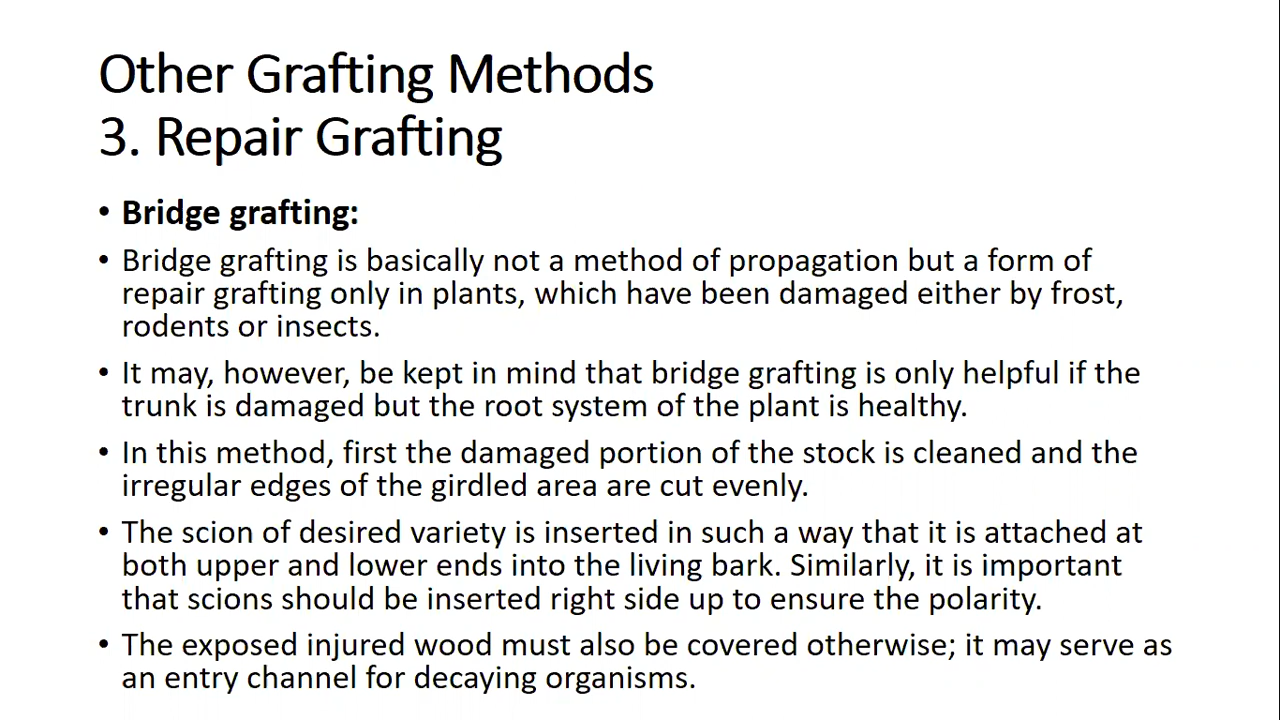 Other Grafting Methods
3. Repair Grafting
• Bridge grafting:
• Bridge grafting is basically not a method of propagation but a form of
repair grafting only in plants, which have been damaged either by frost,
rodents or insects.
• It may, however, be kept in mind that bridge grafting is only helpful if the
trunk is damaged but the root system of the plant is healthy.
• In this method, first the damaged portion of the stock is cleaned and the
irregular edges of the girdled area are cut evenly.
• The scion of desired variety is inserted in such a way that it is attached at
both upper and lower ends into the living bark. Similarly, it is important
that scions should be inserted right side up to ensure the polarity.
• The exposed injured wood must also be covered otherwise; it may serve as
an entry channel for decaying organisms.